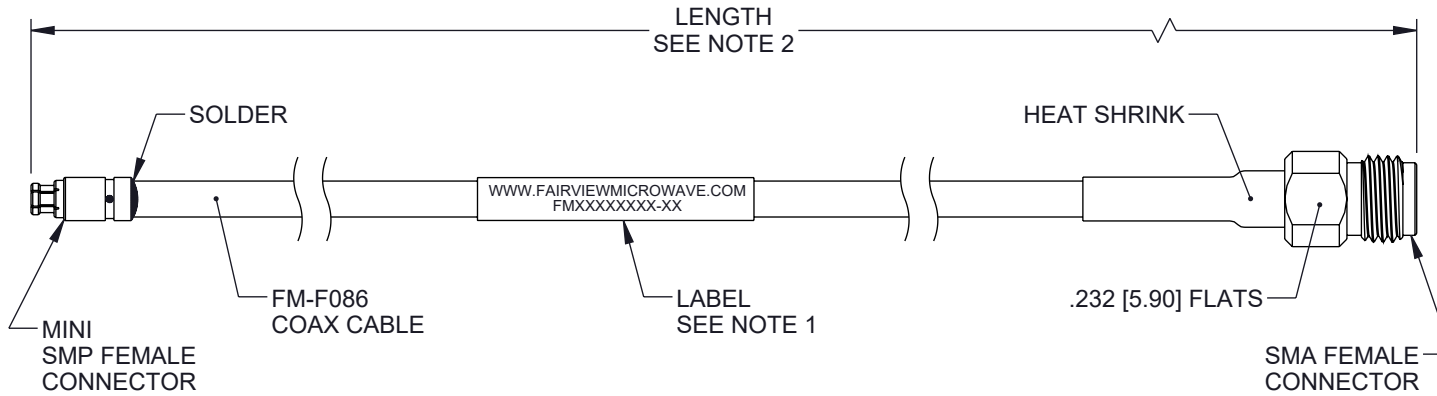 LENGTH
SEE NOTE 2
SOLDER
HEAT SHRINK
WWW.FAIRVIEWMICROWAVE.COM
FMXXXXXXXX-XX
FM-F086
COAX CABLE
LABEL
SEE NOTE 1
.232 [5.90] FLATS
MINI
SMP FEMALE
CONNECTOR
SMA FEMALE
CONNECTOR